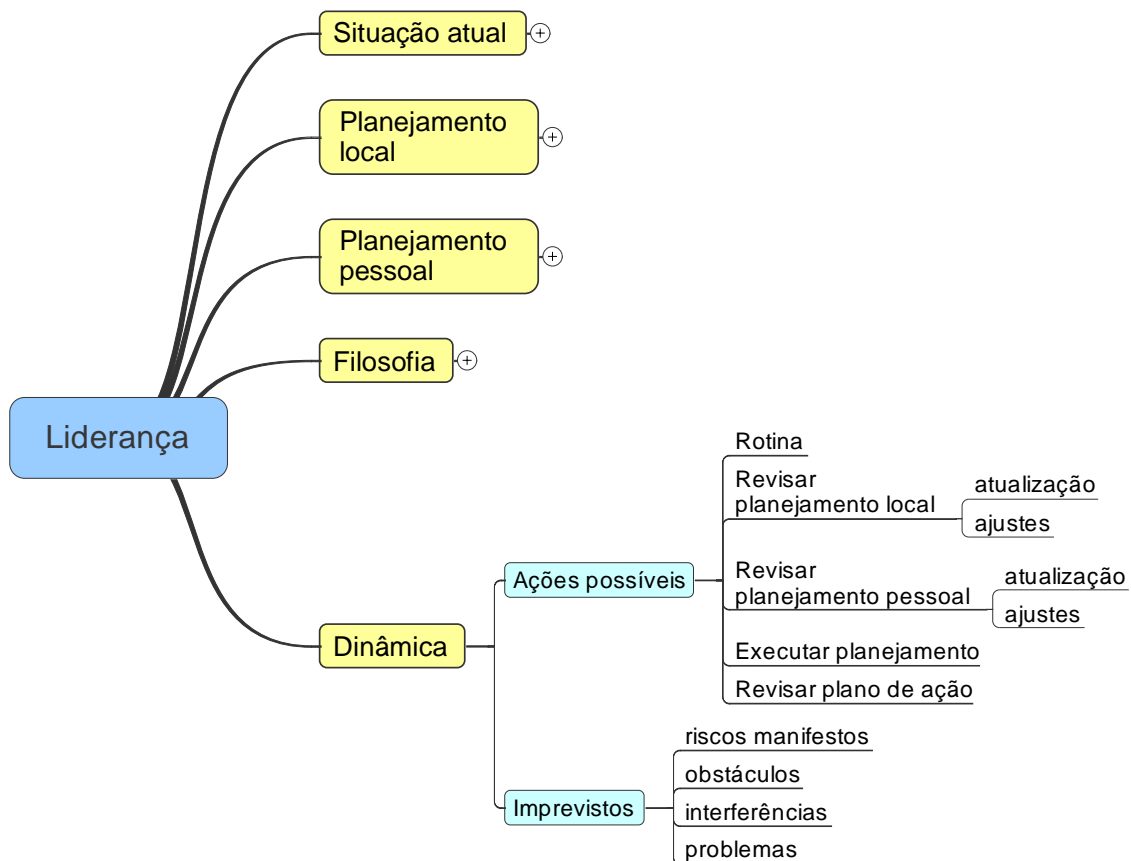 Situação atual
Planejamento
local
Planejamento
pessoal
Filosofia
Liderança
Dinâmica
Ações possíveis
Rotina
Revisar
planejamento local
atualização
ajustes
Revisar
planejamento pessoal
atualização
ajustes
Executar planejamento
Revisar plano de ação
Imprevistos
riscos manifestos
obstáculos
interferências
problemas